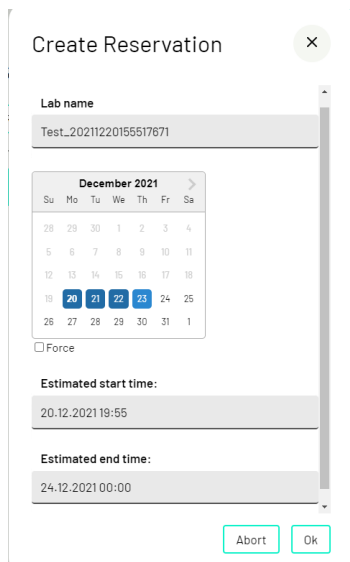 Create Reservation
Lab name
Test_20211220155517671
December 2021
Su Mo Tu We Th Fr Sa
28 29 30 1 2 3 4
5 6 7 8 9 10 11
12 13 14 15 16 17 18
19 20 21 22 23 24 25
26 27 28 29 30 31 1
Force
Estimated start time:
20.12.2021 19:55
Estimated end time:
24.12.2021 00:00
Abort Ok